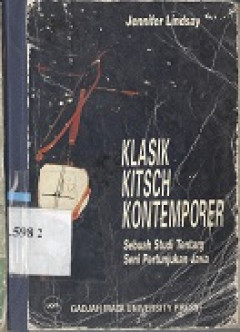 Jennifer Lindsay
KLASIK
KITSCH
KONTEMPORER
Sebuah Studi Tentang
Seni Pertunjukan Jawa
.598 2
GADJAH MADA UNIVERSITY PRESS